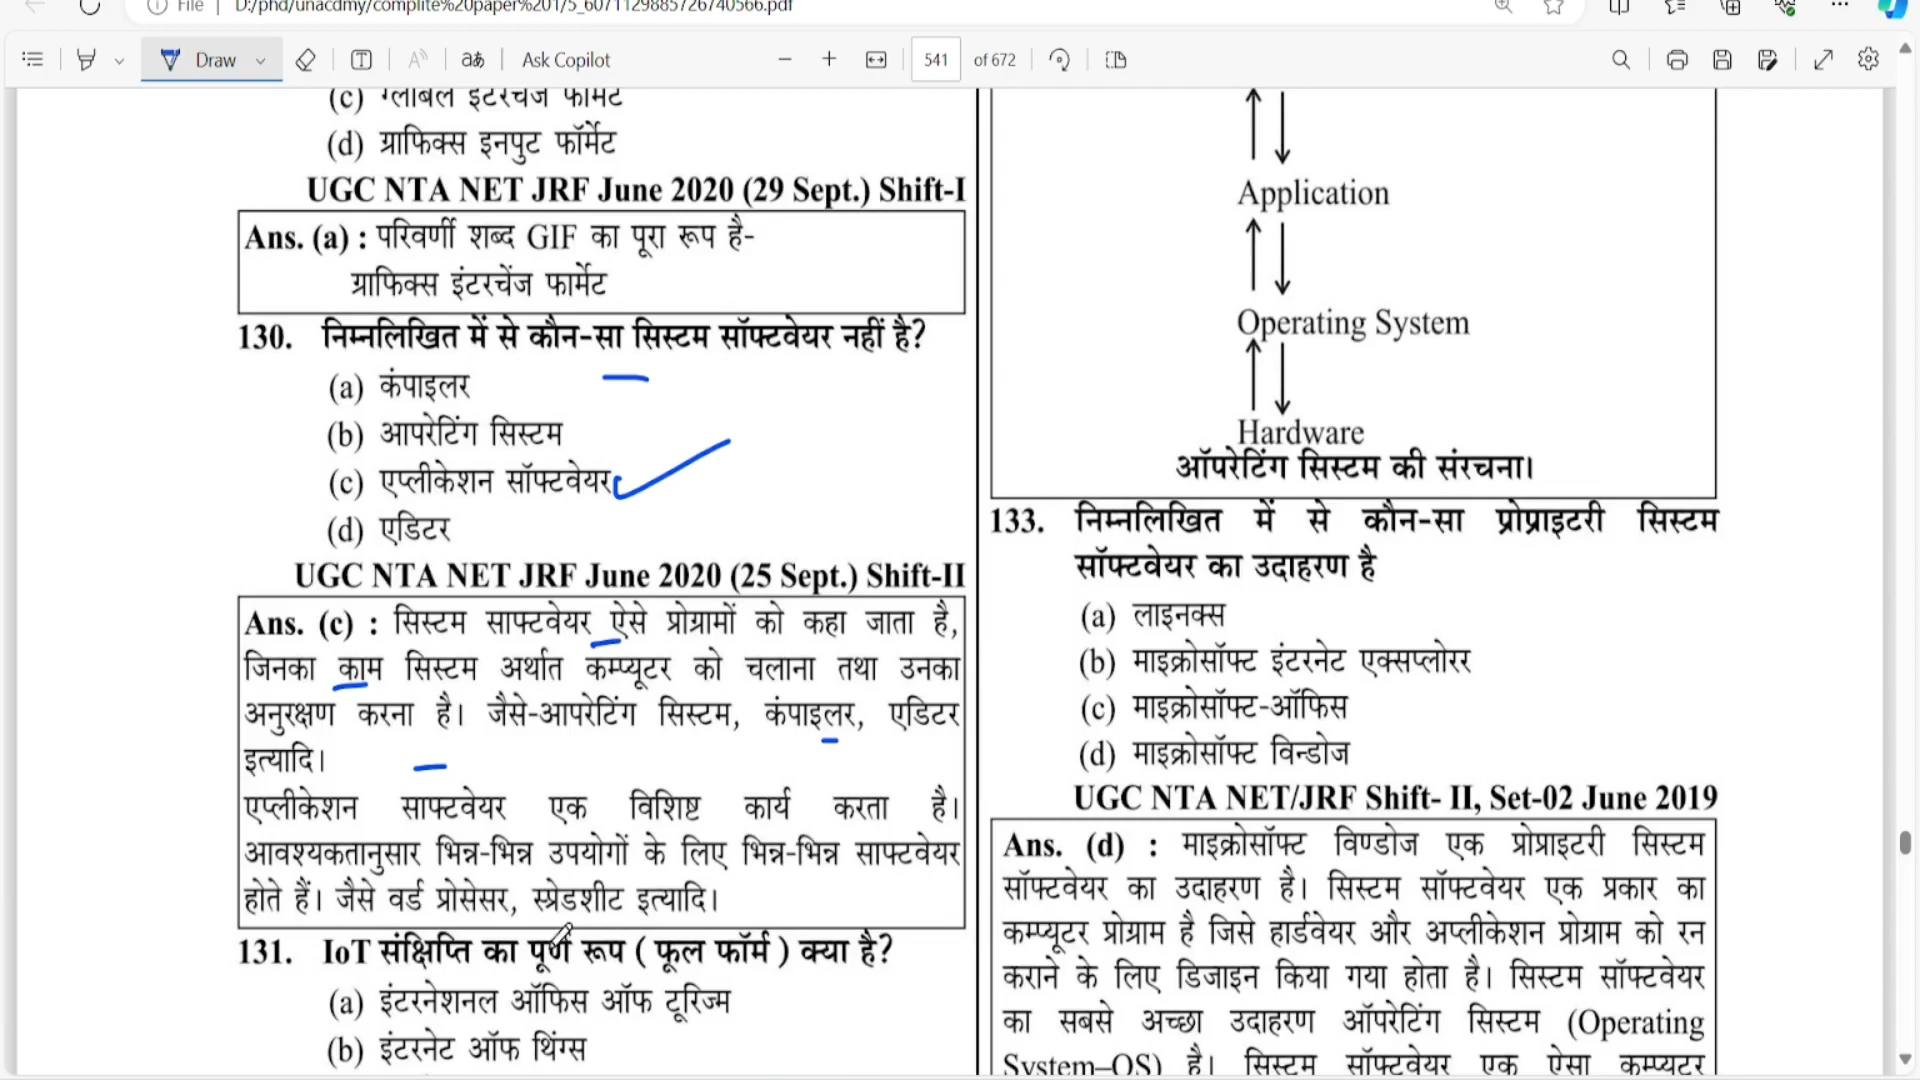 File
D:/phd/unacdmy/complite%20paper%201/5_6071129885726740566.pdf
Draw
Ask Copilot
541 of 672
(c) ग्लोबल इंटरचेंज फॉर्मेट
(d) ग्राफिक्स इनपुट फॉर्मेट
UGC NTA NET JRF June 2020 (29 Sept.) Shift-I
Ans. (a) : परिवर्णी शब्द GIF का पूरा रूप है-
ग्राफिक्स इंटरचेंज फार्मेट
130. निम्नलिखित में से कौन-सा सिस्टम सॉफ्टवेयर नहीं है?
(a) कंपाइलर
(b) आपरेटिंग सिस्टम
(c) एप्लीकेशन सॉफ्टवेयर
(d) एडिटर
UGC NTA NET JRF June 2020 (25 Sept.) Shift-II
Ans. (c) : सिस्टम साफ्टवेयर ऐसे प्रोग्रामों को कहा जाता है,
जिनका काम सिस्टम अर्थात कम्प्यूटर को चलाना तथा उनका
अनुरक्षण करना है। जैसे-आपरेटिंग सिस्टम, कंपाइलर, एडिटर
इत्यादि।
एप्लीकेशन साफ्टवेयर एक विशिष्ट कार्य करता है।
आवश्यकतानुसार भिन्न-भिन्न उपयोगों के लिए भिन्न-भिन्न साफ्टवेयर
होते हैं। जैसे वर्ड प्रोसेसर, स्प्रेडशीट इत्यादि।
131. IoT संक्षिप्ति का पूर्ण रूप ( फूल फॉर्म ) क्या है?
(a) इंटरनेशनल ऑफिस ऑफ टूरिज्म
(b) इंटरनेट ऑफ थिंग्स
Application
Operating System
Hardware
ऑपरेटिंग सिस्टम की संरचना।
133. निम्नलिखित में से कौन-सा प्रोप्राइटरी सिस्टम
सॉफ्टवेयर का उदाहरण है
(a) लाइनक्स
(b) माइक्रोसॉफ्ट इंटरनेट एक्सप्लोरर
(c) माइक्रोसॉफ्ट-ऑफिस
(d) माइक्रोसॉफ्ट विन्डोज
UGC NTA NET/JRF Shift- II, Set-02 June 2019
Ans. (d) : माइक्रोसॉफ्ट विण्डोज एक प्रोप्राइटरी सिस्टम
सॉफ्टवेयर का उदाहरण है। सिस्टम सॉफ्टवेयर एक प्रकार का
कम्प्यूटर प्रोग्राम है जिसे हार्डवेयर और अप्लीकेशन प्रोग्राम को रन
कराने के लिए डिजाइन किया गया होता है। सिस्टम सॉफ्टवेयर
का सबसे अच्छा उदाहरण ऑपरेटिंग सिस्टम (Operating
System–OS) है। सिस्टम सॉफ्टवेयर एक ऐसा कम्प्यूटर